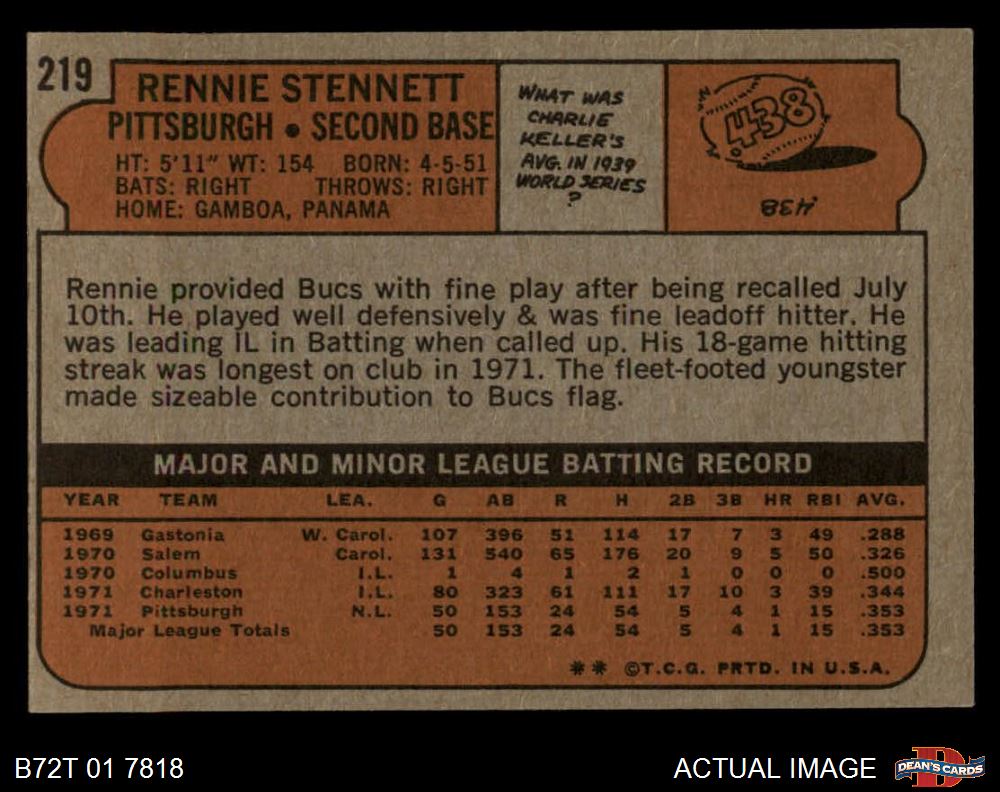 219
RENNIE STENNETT
PITTSBURGH • SECOND BASE
HT: 5'11" WT: 154 BORN: 4-5-51
BATS: RIGHT THROWS: RIGHT
HOME: GAMBOA, PANAMA
WHAT WAS
CHARLIE
KELLER'S
AVG. IN 1939
WORLD SERIES
?
438
.438
Rennie provided Bucs with fine play after being recalled July
10th. He played well defensively & was fine leadoff hitter. He
was leading IL in Batting when called up. His 18-game hitting
streak was longest on club in 1971. The fleet-footed youngster
made sizeable contribution to Bucs flag.
MAJOR AND MINOR LEAGUE BATTING RECORD
YEAR TEAM LEA. G AB R H 2B 3B HR RBI AVG.
1969 Gastonia W. Carol. 107 396 51 114 17 7 3 49 .288
1970 Salem Carol. 131 540 65 176 20 9 5 50 .326
1970 Columbus I.L. 1 4 1 2 1 0 0 0 .500
1971 Charleston I.L. 80 323 61 111 17 10 3 39 .344
1971 Pittsburgh N.L. 50 153 24 54 5 4 1 15 .353
Major League Totals 50 153 24 54 5 4 1 15 .353
** ©T.C.G. PRTD. IN U.S.A.
B72T 01 7818
ACTUAL IMAGE
DEAN'S CARDS